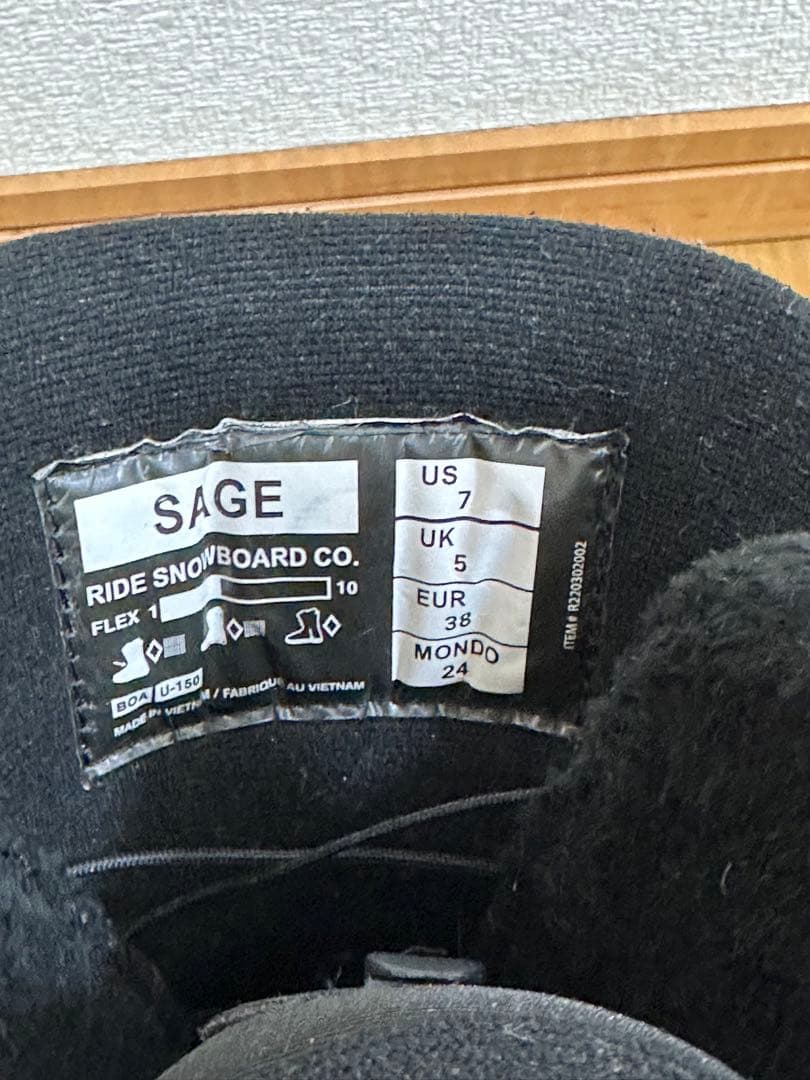 SAGE
RIDE SNOWBOARD CO.
FLEX 1 10
BOA U-150
MADE IN VIETNAM / FABRIQUÉ AU VIETNAM
US
7
UK
5
EUR
38
MONDO
24
ITEM# R220302002